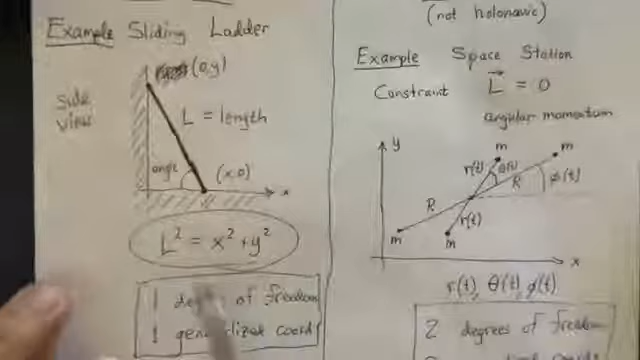 Example Sliding Ladder
(0,y)
Side
view
L = length
angle
(x,0)
x
L² = x² + y²
1 degree of freedom
1 generalized coord
(not holonomic)
Example Space Station
Constraint L⃗ = 0
angular momentum
y
m
m
r(t)
θ(t)
R
φ(t)
R
r(t)
m
m
x
r(t), θ(t), φ(t)
2 degrees of freedom